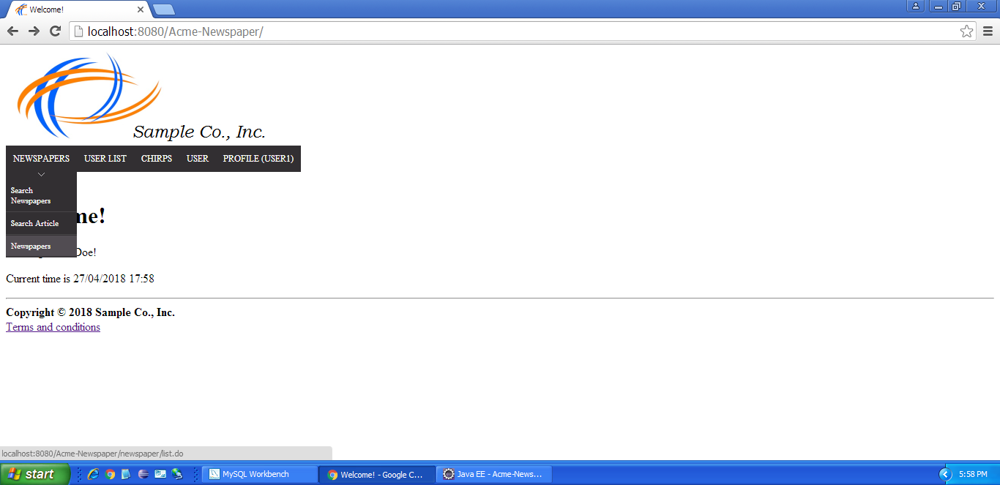 Welcome!
localhost:8080/Acme-Newspaper/
Sample Co., Inc.
NEWSPAPERS USER LIST CHIRPS USER PROFILE (USER1)
Search
Newspapers
Search Article
Newspapers
me!
Doe!
Current time is 27/04/2018 17:58
Copyright © 2018 Sample Co., Inc.
Terms and conditions
localhost:8080/Acme-Newspaper/newspaper/list.do
start MySQL Workbench Welcome! - Google C... Java EE - Acme-News... 5:58 PM